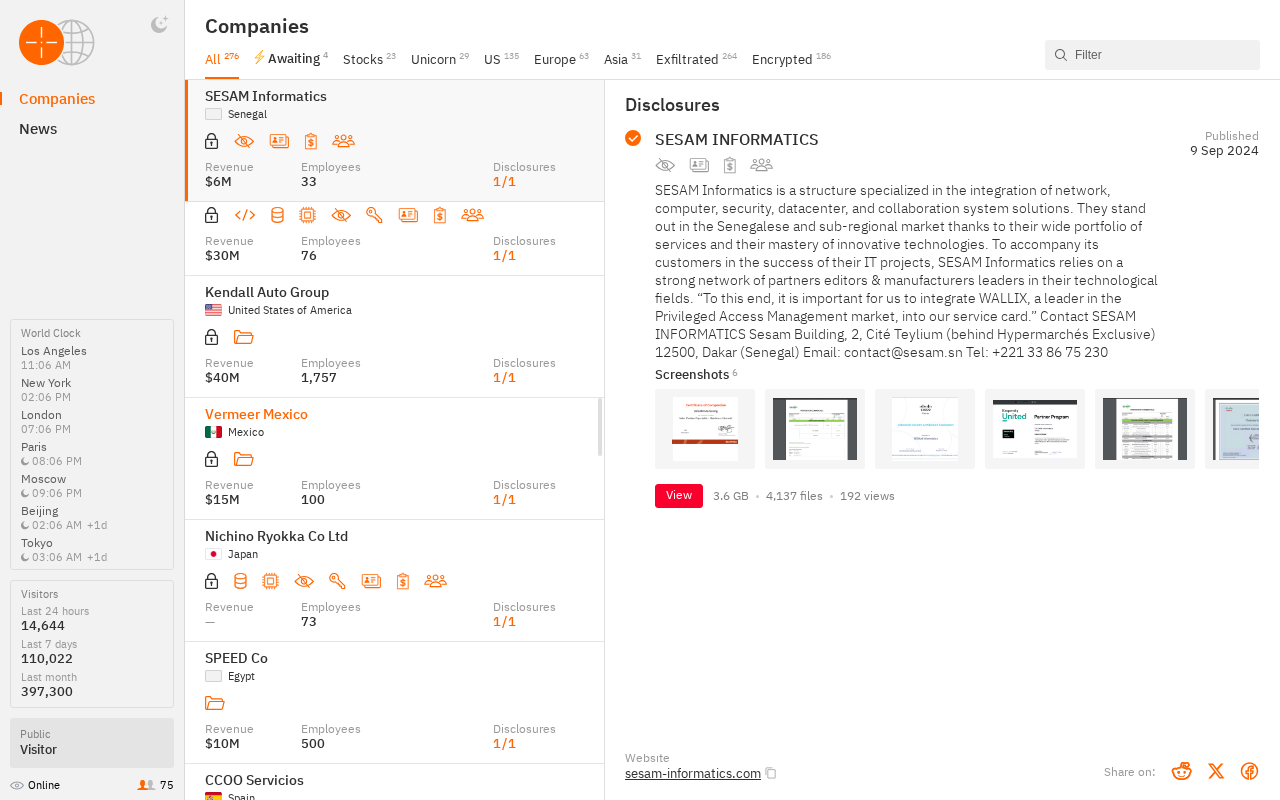 Companies
News
World Clock
Los Angeles
11:06 AM
New York
02:06 PM
London
07:06 PM
Paris
08:06 PM
Moscow
09:06 PM
Beijing
02:06 AM +1d
Tokyo
03:06 AM +1d
Visitors
Last 24 hours
14,644
Last 7 days
110,022
Last month
397,300
Public
Visitor
Online 75
Companies
All 276 Awaiting 4 Stocks 23 Unicorn 29 US 135 Europe 63 Asia 31 Exfiltrated 264 Encrypted 186
Filter
SESAM Informatics
Senegal
Revenue Employees Disclosures
$6M 33 1/1
Revenue Employees Disclosures
$30M 76 1/1
Kendall Auto Group
United States of America
Revenue Employees Disclosures
$40M 1,757 1/1
Vermeer Mexico
Mexico
Revenue Employees Disclosures
$15M 100 1/1
Nichino Ryokka Co Ltd
Japan
Revenue Employees Disclosures
— 73 1/1
SPEED Co
Egypt
Revenue Employees Disclosures
$10M 500 1/1
CCOO Servicios
Spain
Disclosures
SESAM INFORMATICS
Published
9 Sep 2024
SESAM Informatics is a structure specialized in the integration of network,
computer, security, datacenter, and collaboration system solutions. They stand
out in the Senegalese and sub-regional market thanks to their wide portfolio of
services and their mastery of innovative technologies. To accompany its
customers in the success of their IT projects, SESAM Informatics relies on a
strong network of partners editors & manufacturers leaders in their technological
fields. “To this end, it is important for us to integrate WALLIX, a leader in the
Privileged Access Management market, into our service card.” Contact SESAM
INFORMATICS Sesam Building, 2, Cité Teylium (behind Hypermarchés Exclusive)
12500, Dakar (Senegal) Email: contact@sesam.sn Tel: +221 33 86 75 230
Screenshots 6
United Partner Program
View 3.6 GB • 4,137 files • 192 views
Website
sesam-informatics.com
Share on: